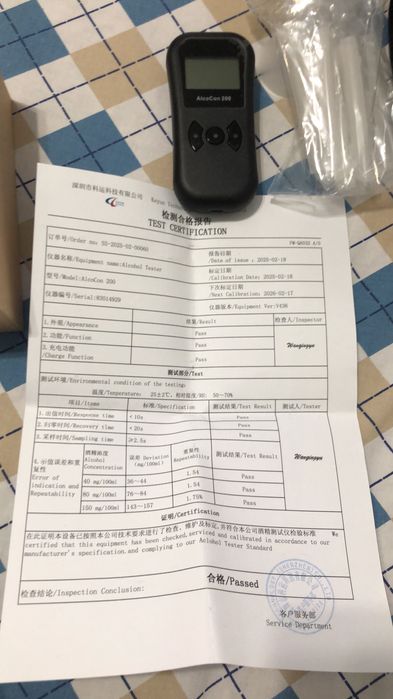 AlcoCon 200
深圳市科运科技有限公司
检测合格报告
TEST CERTIFICATION
FW-QA032 A/0
订单号/Order no: SO-2025-02-00060
报告日期
/Date of issue : 2025-02-18
仪器名称/Equipment name:Alcohol Tester
标定日期
/Calibration Date: 2025-02-18
型号/Model:AlcoCon 200
下次标定日期
/Next Calibration: 2026-02-17
仪器编号/Serial:H3014929
仪器版本/Equipment Ver:V436
结果/Result
检查人/Inspector
1.外观/Appearance
Pass
2.功能/Function
Pass
3.充电功能
/Charge Function
Pass
Wangjingye
测试部分/Test
测试环境/Environmental condition of the testing:
温度/Temperature: 25±2℃，相对湿度/RH: 50~70%
项目/Items
标准/Specification
测试结果/Test Result
测试人/Tester
1.出值时间/Response time
<10s
Pass
2.归零时间/Recovery time
<20s
Pass
3.采样时间/Sampling time
≥2.5s
Pass
Wangjingye
4.示值误差和重复性
Error of
indication and
Repeatability
酒精浓度
Alcohol
Concentration
误差 Deviation
(mg/100ml)
重复性
Repeatability
测试结果/Test Result
40 mg/100ml
36~44
1.54
Pass
80 mg/100ml
76~84
1.54
Pass
150 mg/100ml
143~157
1.75%
Pass
证明/Certification
在此证明本设备已按照本公司技术要求进行了检查、维护及标定,并符合本公司酒精测试仪检验标准 We
certified that this equipment has been checked,serviced and calibrated in accordance to our
manufacturer's specification.and complying to our Aclohol Tester Standard
检查结论/Inspection Conclusion:
合格/Passed
客户服务部
Service Department